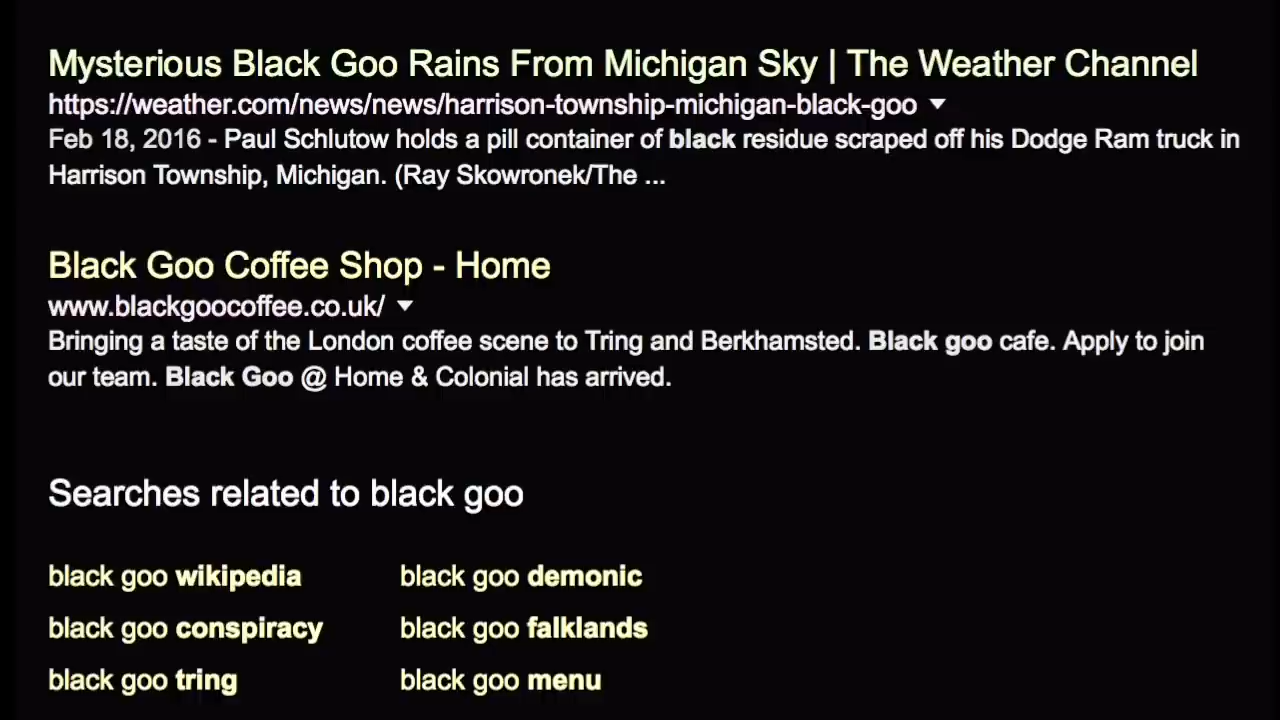 Mysterious Black Goo Rains From Michigan Sky | The Weather Channel
https://weather.com/news/news/harrison-township-michigan-black-goo
Feb 18, 2016 - Paul Schlutow holds a pill container of black residue scraped off his Dodge Ram truck in
Harrison Township, Michigan. (Ray Skowronek/The ...
Black Goo Coffee Shop - Home
www.blackgoocoffee.co.uk/
Bringing a taste of the London coffee scene to Tring and Berkhamsted. Black goo cafe. Apply to join
our team. Black Goo @ Home & Colonial has arrived.
Searches related to black goo
black goo wikipedia black goo demonic
black goo conspiracy black goo falklands
black goo tring black goo menu